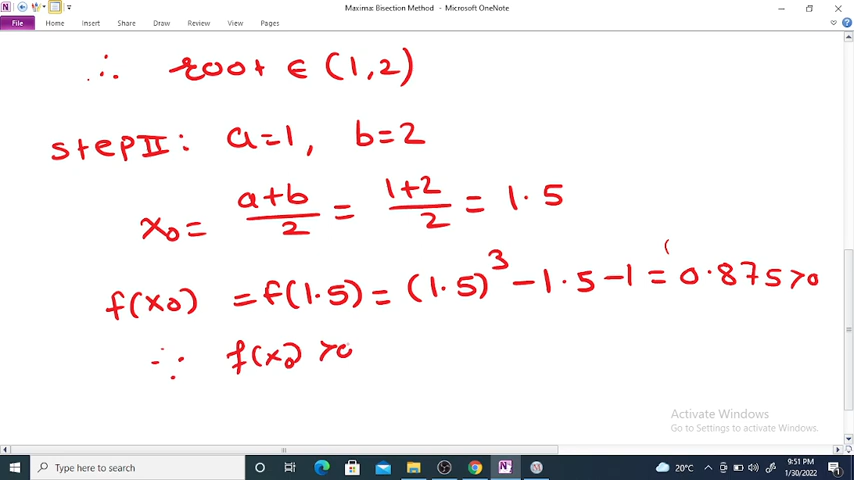 Maxima: Bisection Method - OneNote
File Home Insert Share Draw History Review View Pages
∴ root ∈ (1,2)
step II: a=1, b=2
x₀ = a+b/2 = 1+2/2 = 1.5
f(x₀) = f(1.5) = (1.5)³ - 1.5 - 1 = 0.875 >0
∵ f(x₀) >0
Activate Windows
Go to Settings to activate Windows.
Type here to search
20°C
9:51 PM
1/30/2022